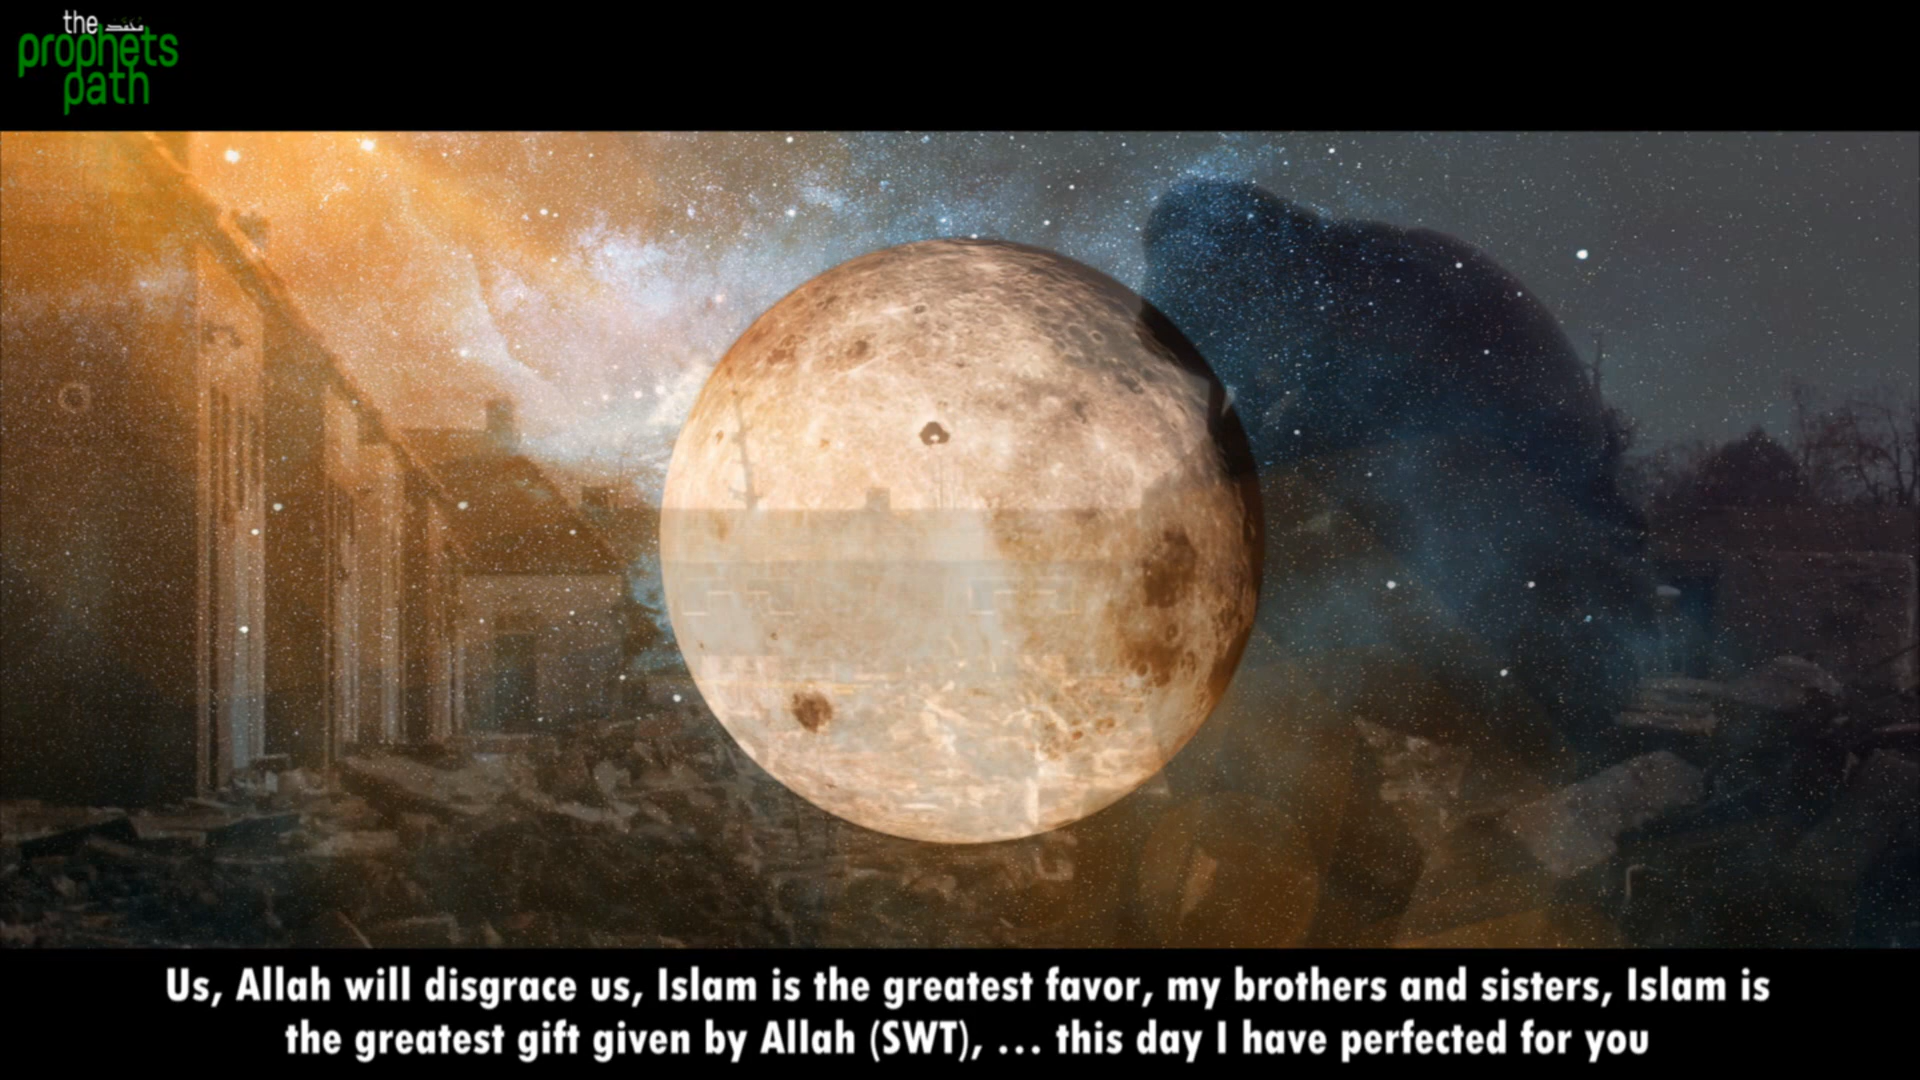 the محمد
prophets
path
Us, Allah will disgrace us, Islam is the greatest favor, my brothers and sisters, Islam is
the greatest gift given by Allah (SWT), ... this day I have perfected for you